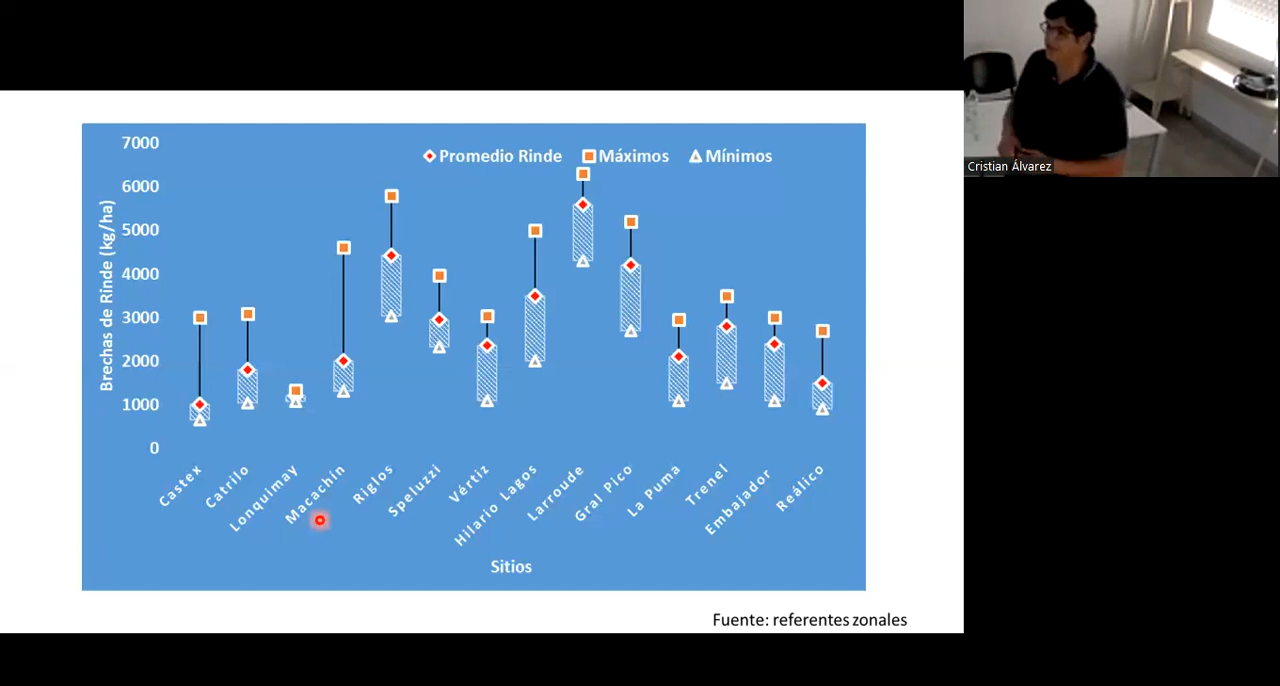 Cristian Álvarez
Promedio Rinde Máximos Mínimos
Brechas de Rinde (kg/ha)
7000
6000
5000
4000
3000
2000
1000
0
Castex
Catrilo
Lonquimay
Macachín
Riglos
Speluzzi
Vértiz
Hilario Lagos
Larroude
Gral Pico
La Puma
Trenel
Embajador
Reálico
Sitios
Fuente: referentes zonales